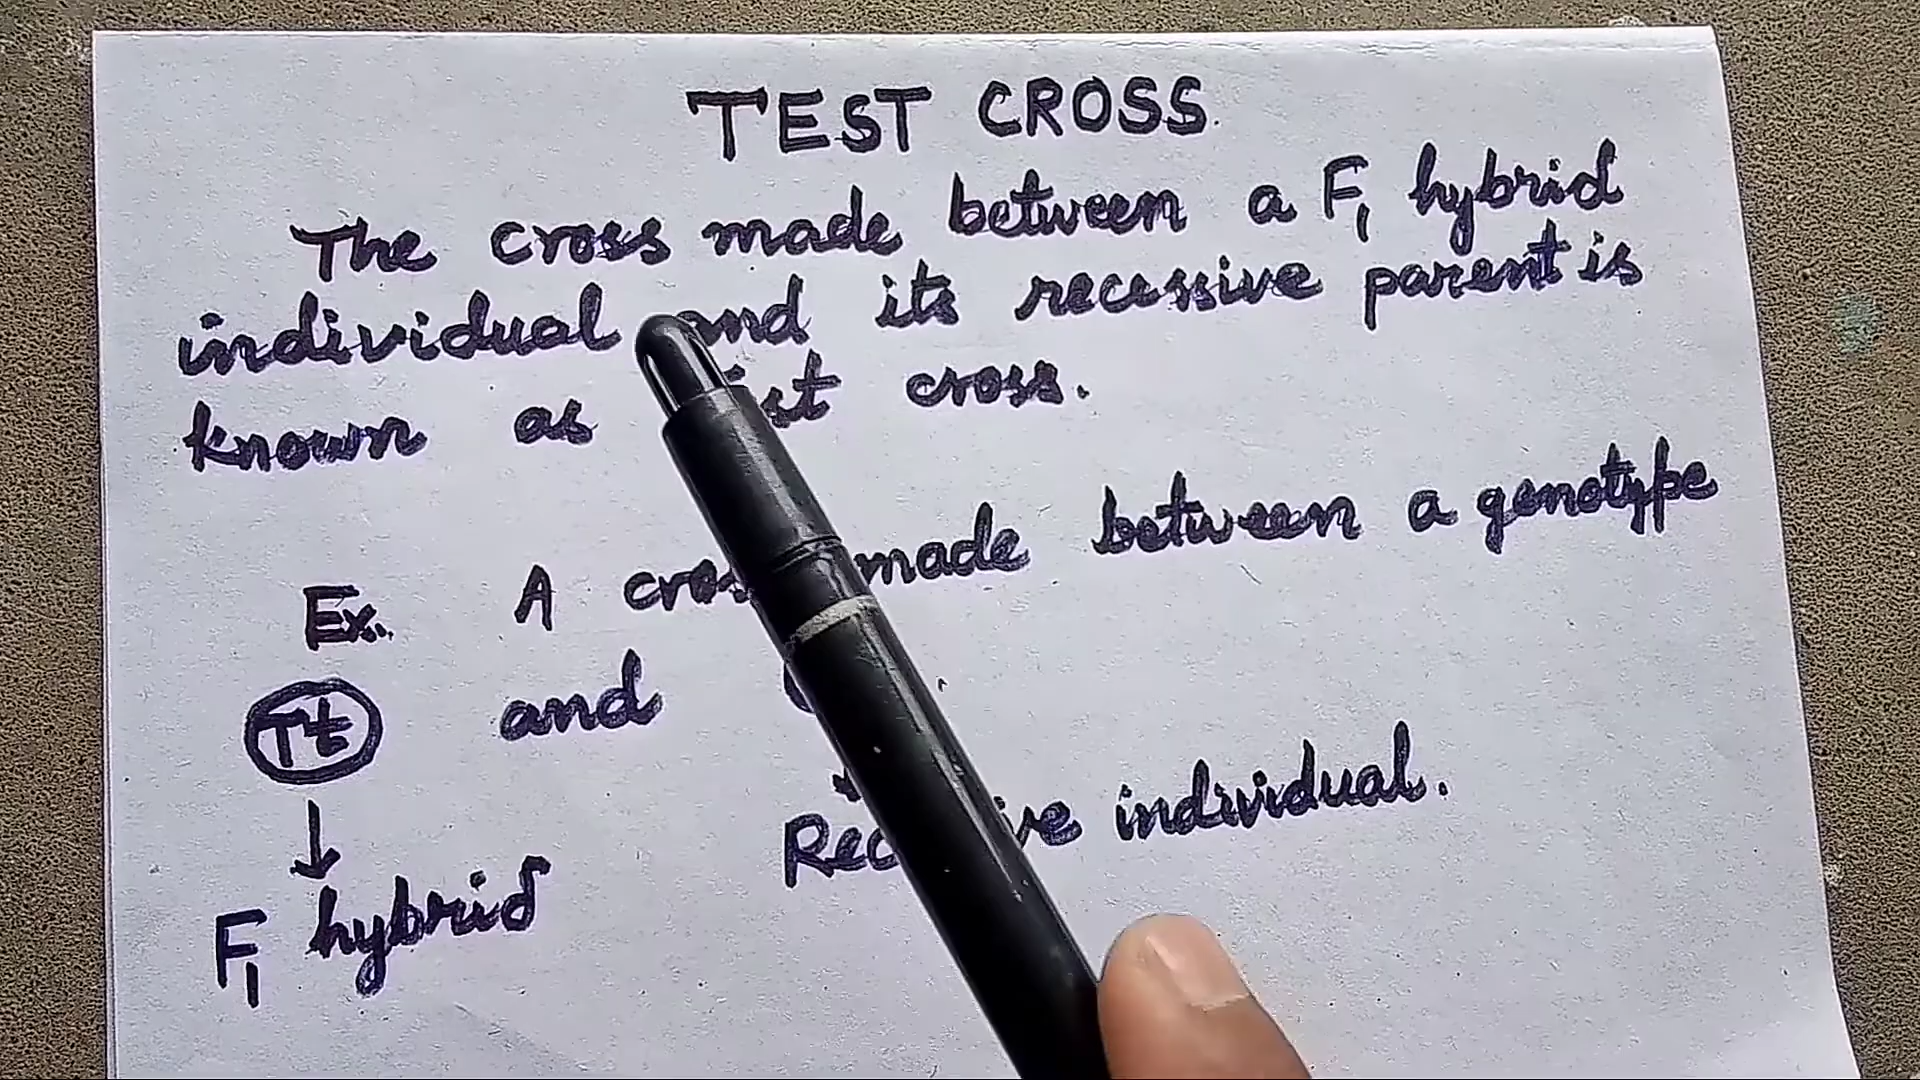 TEST CROSS
The cross made between a F₁ hybrid
individual and its recessive parent is
known as cross.
Ex. A made between a genotype
Tt and
individual.
F₁ hybrid